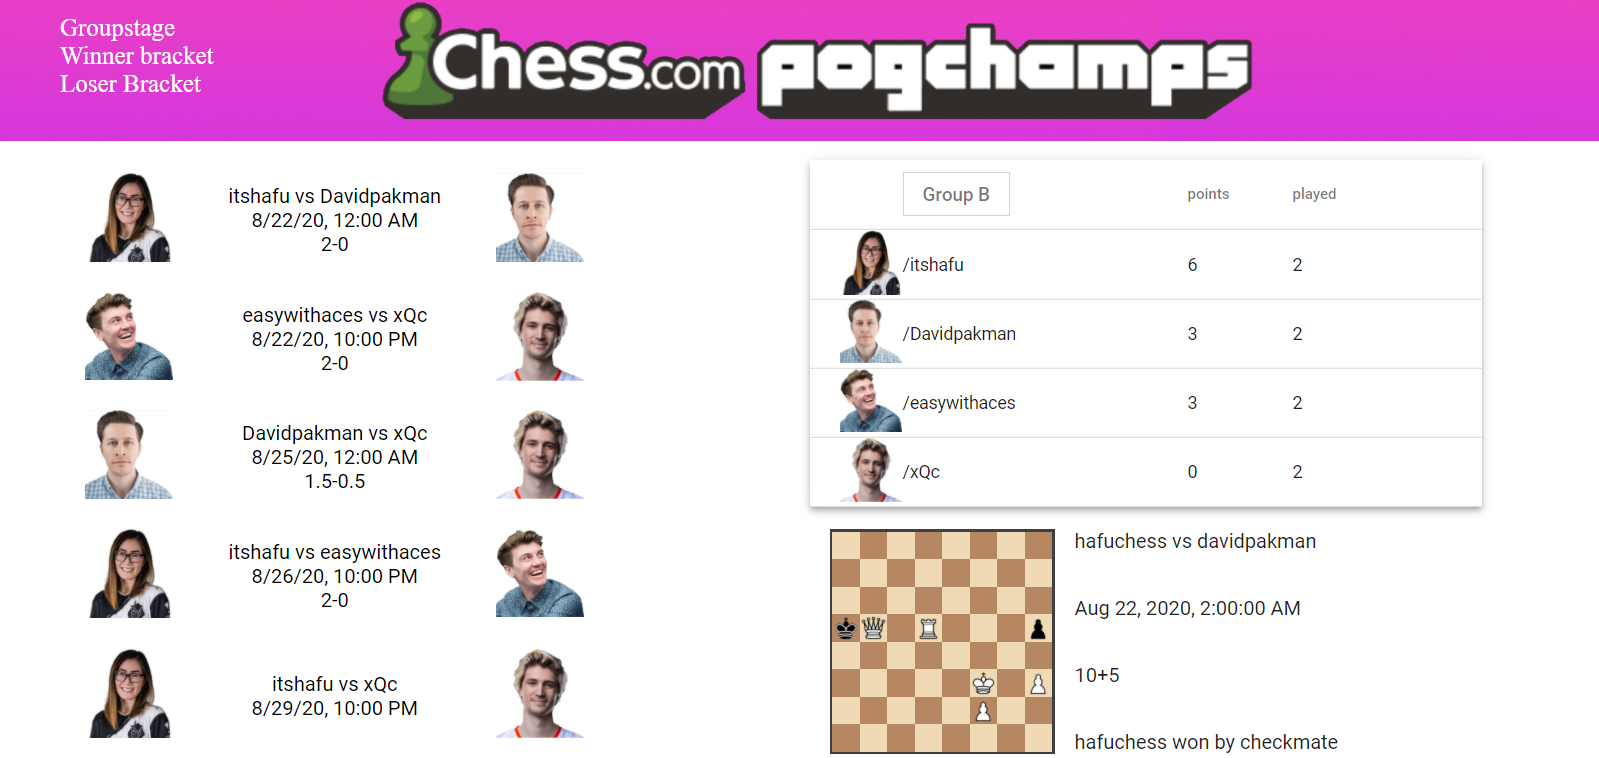 Groupstage
Winner bracket
Loser Bracket
Chess.com pogchamps
itshafu vs Davidpakman
8/22/20, 12:00 AM
2-0
easywithaces vs xQc
8/22/20, 10:00 PM
2-0
Davidpakman vs xQc
8/25/20, 12:00 AM
1.5-0.5
itshafu vs easywithaces
8/26/20, 10:00 PM
2-0
itshafu vs xQc
8/29/20, 10:00 PM
Group B points played
/itshafu 6 2
/Davidpakman 3 2
/easywithaces 3 2
/xQc 0 2
hafuchess vs davidpakman
Aug 22, 2020, 2:00:00 AM
10+5
hafuchess won by checkmate